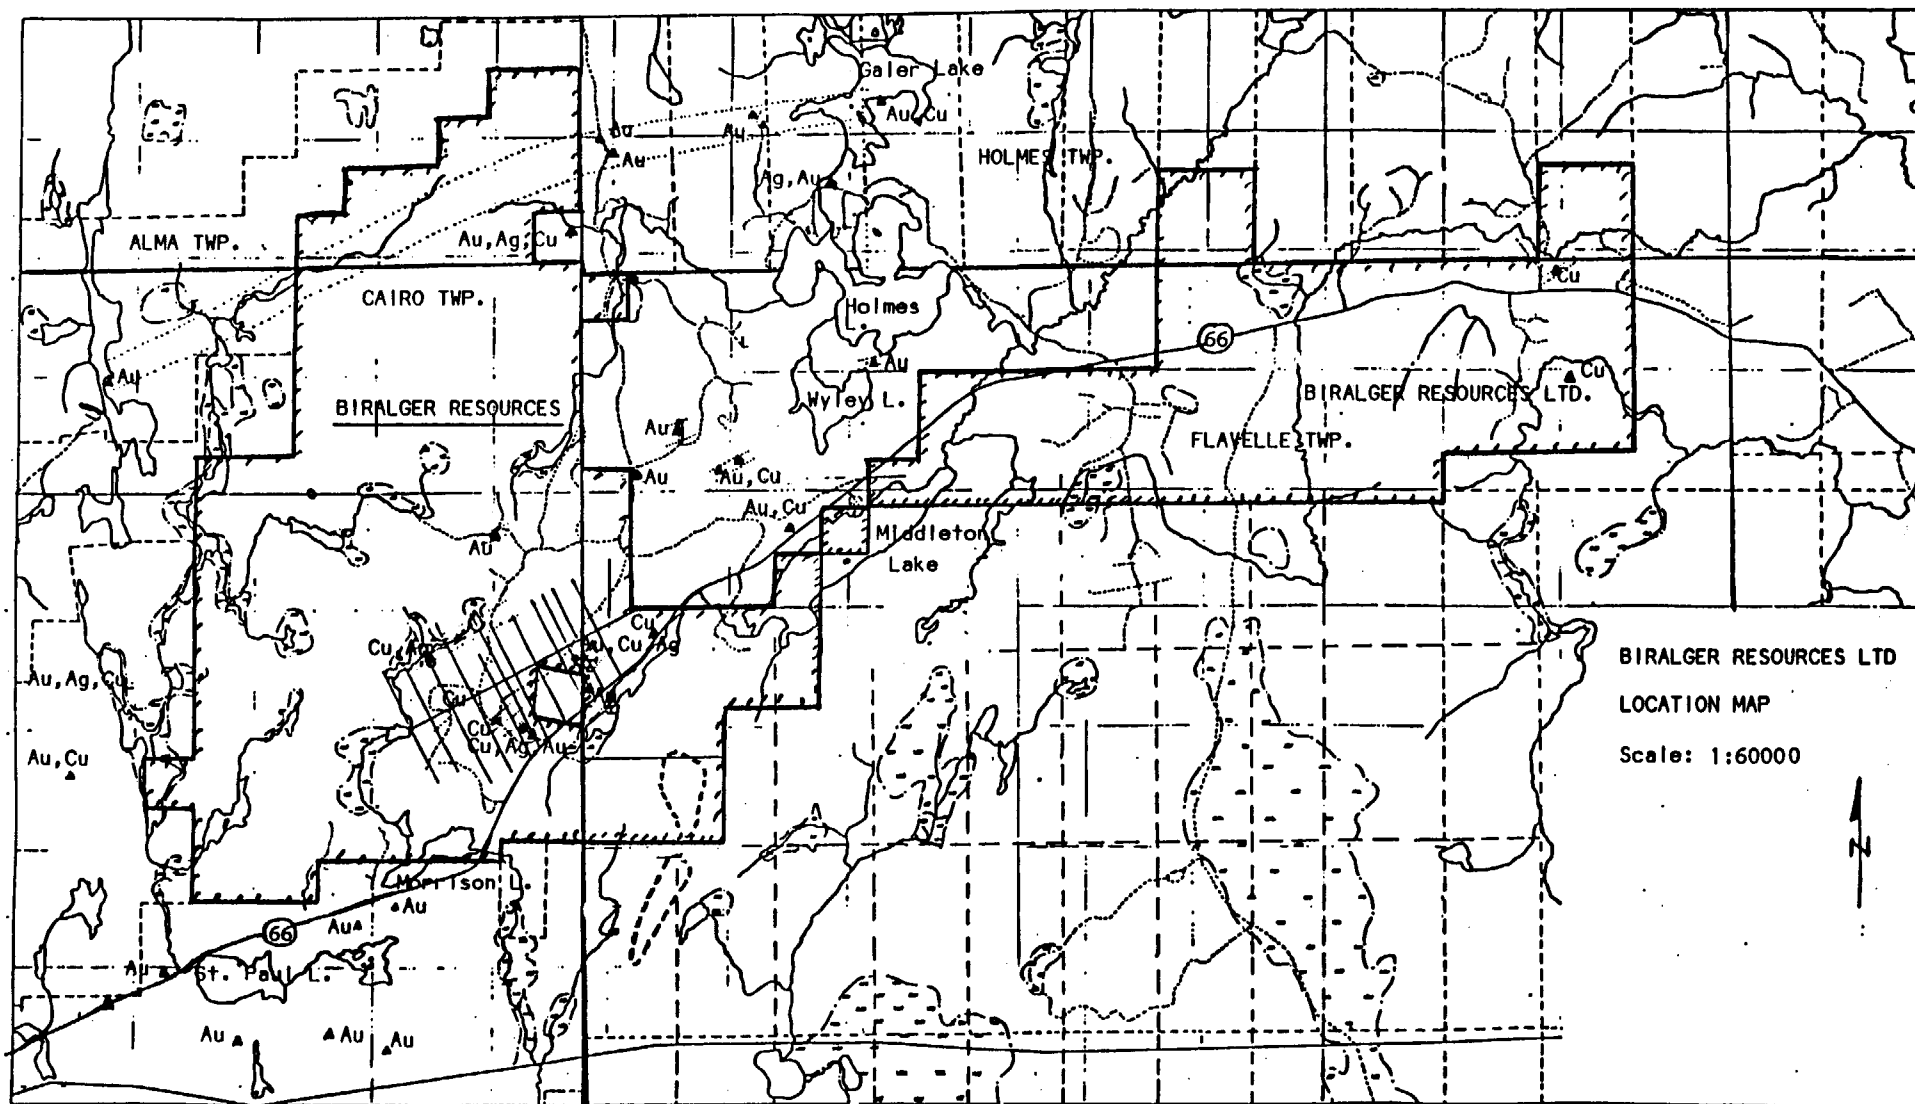 Galer Lake
Au,Cu
Au
Au
Au
HOLMES TWP.
Ag,Au
ALMA TWP.
Au,Ag,Cu
Cu
CAIRO TWP.
Holmes
L.
66
Au
Au
Cu
BIRALGER RESOURCES
Wyley L.
BIRALGER RESOURCES LTD.
Au
FLAVELLE TWP.
Au
Au,Cu
Au,Cu
Middleton
Lake
Au
Cu
Au,Cu,Ag
BIRALGER RESOURCES LTD
LOCATION MAP
Scale: 1:60000
Au,Ag,Cu
Cu
Cu
Cu,Ag,Au
Au,Cu
N
Morrison L.
Au
Au
66
Au
St. Paul L.
Au
Au
Au